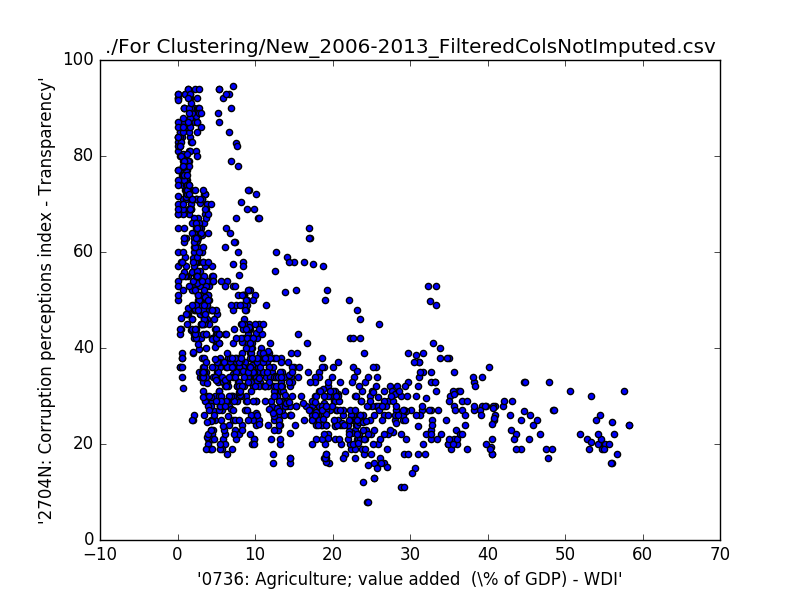 ./For Clustering/New_2006-2013_FilteredColsNotImputed.csv
100
80
60
40
20
0
'2704N: Corruption perceptions index - Transparency'
−10 0 10 20 30 40 50 60 70
'0736: Agriculture; value added  (\% of GDP) - WDI'